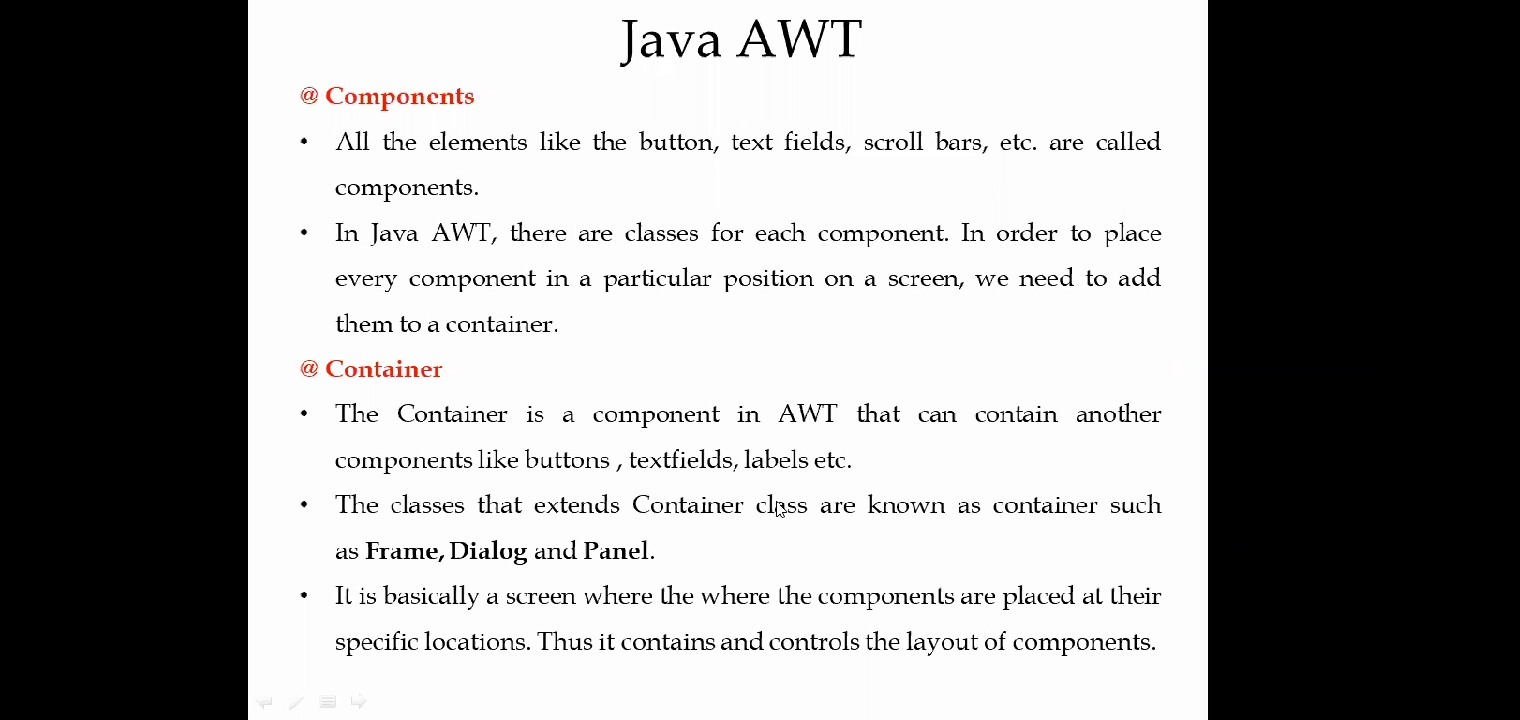 Java AWT
@ Components
• All the elements like the button, text fields, scroll bars, etc. are called
components.
• In Java AWT, there are classes for each component. In order to place
every component in a particular position on a screen, we need to add
them to a container.
@ Container
• The Container is a component in AWT that can contain another
components like buttons , textfields, labels etc.
• The classes that extends Container class are known as container such
as Frame, Dialog and Panel.
• It is basically a screen where the where the components are placed at their
specific locations. Thus it contains and controls the layout of components.